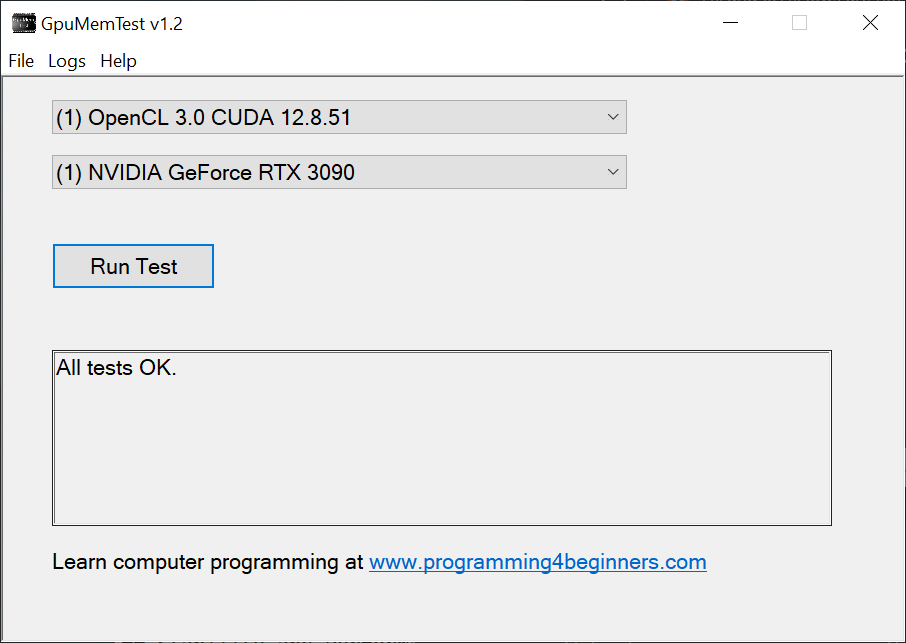 GpuMemTest v1.2
File Logs Help
(1) OpenCL 3.0 CUDA 12.8.51
(1) NVIDIA GeForce RTX 3090
Run Test
All tests OK.
Learn computer programming at www.programming4beginners.com